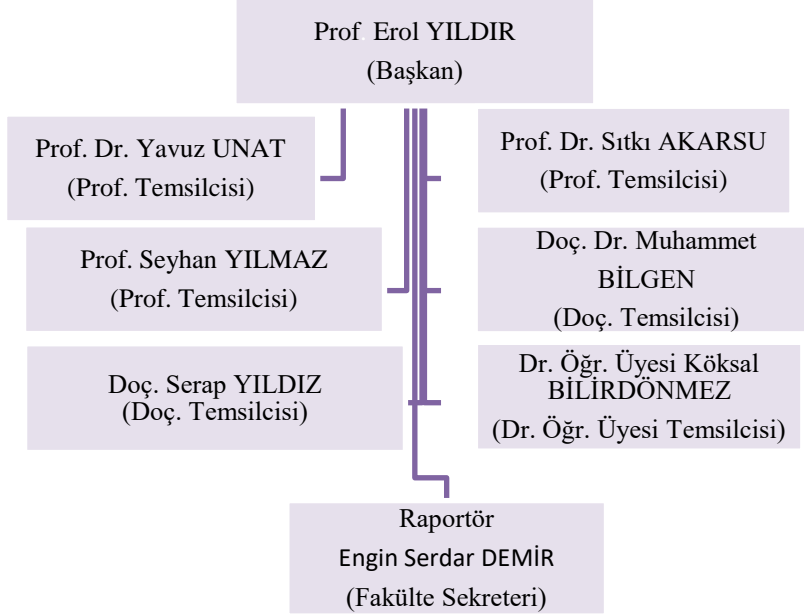 Prof. Erol YILDIR
(Başkan)
Prof. Dr. Yavuz UNAT
(Prof. Temsilcisi)
Prof. Dr. Sıtkı AKARSU
(Prof. Temsilcisi)
Prof. Seyhan YILMAZ
(Prof. Temsilcisi)
Doç. Dr. Muhammet
BİLGEN
(Doç. Temsilcisi)
Doç. Serap YILDIZ
(Doç. Temsilcisi)
Dr. Öğr. Üyesi Köksal
BİLİRDÖNMEZ
(Dr. Öğr. Üyesi Temsilcisi)
Raportör
Engin Serdar DEMİR
(Fakülte Sekreteri)